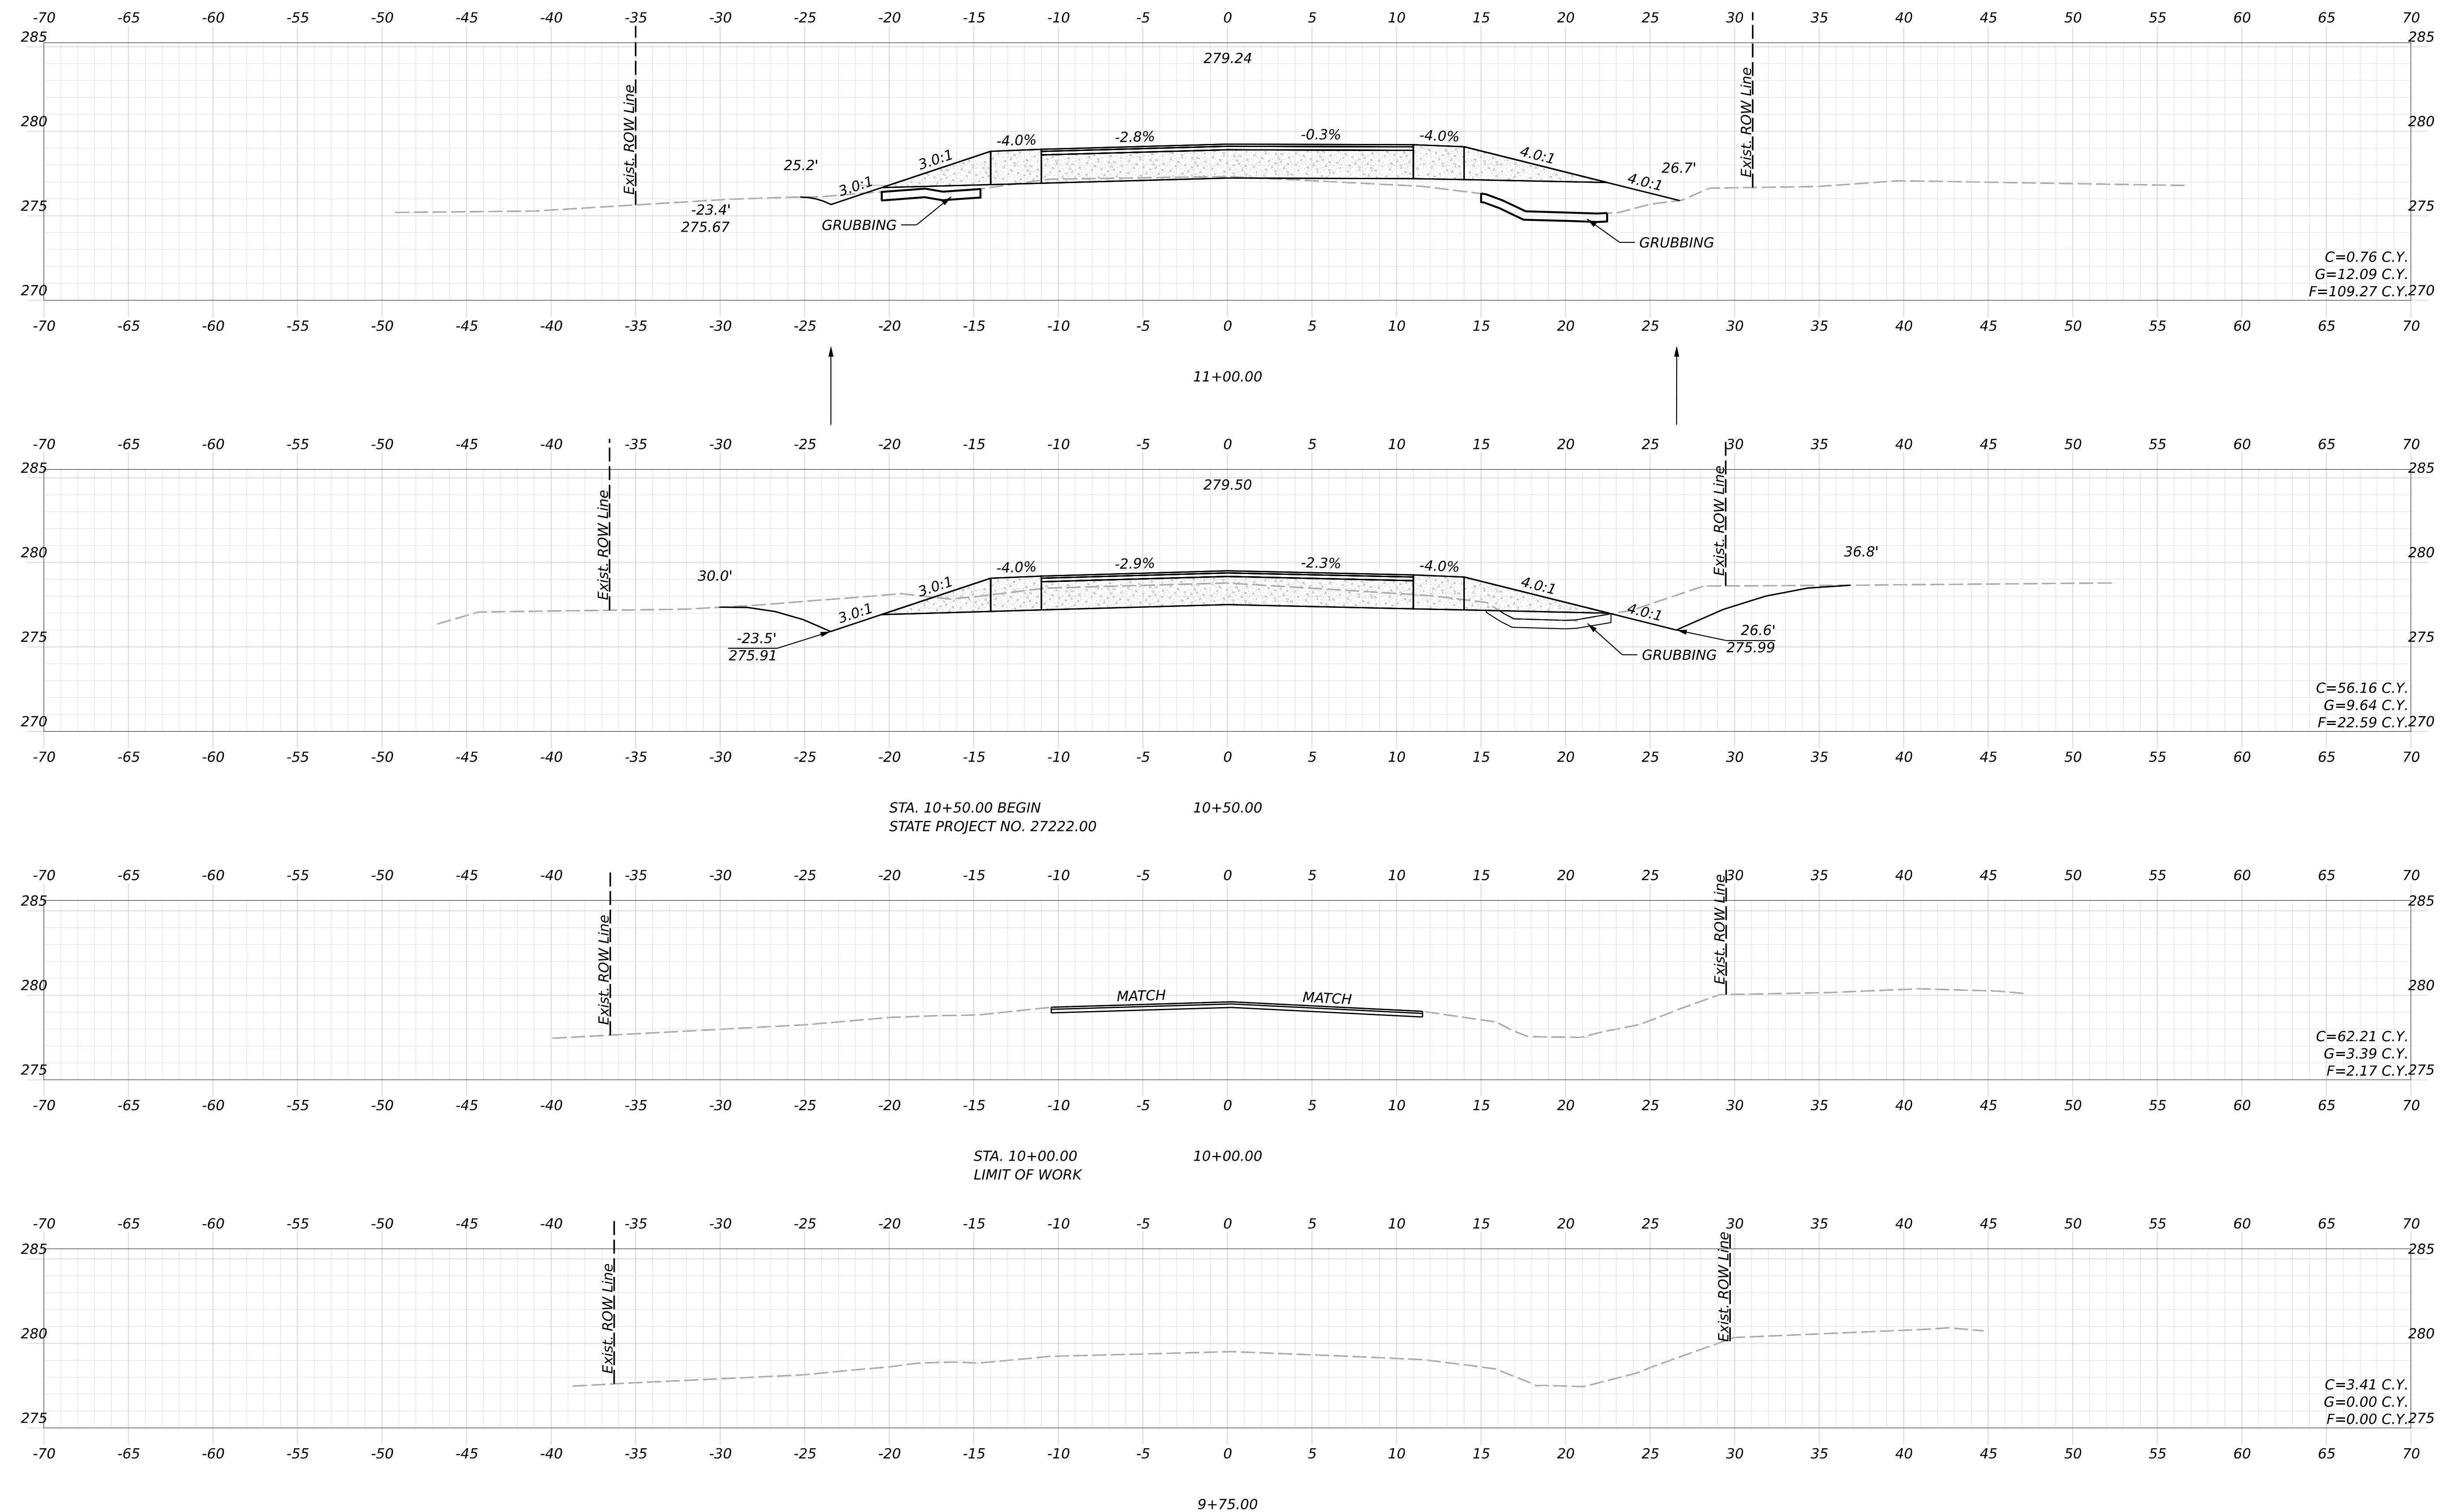 -70 -65 -60 -55 -50 -45 -40 -35 -30 -25 -20 -15 -10 -5 0 5 10 15 20 25 30 35 40 45 50 55 60 65 70
285 285
279.24
Exist. ROW Line
Exist. ROW Line
280 280
-4.0% -2.8% -0.3% -4.0%
25.2' 3.0:1 4.0:1 26.7'
3.0:1 4.0:1
275 275
-23.4'
275.67
GRUBBING
GRUBBING
C=0.76 C.Y.
G=12.09 C.Y.
F=109.27 C.Y.
270 270
-70 -65 -60 -55 -50 -45 -40 -35 -30 -25 -20 -15 -10 -5 0 5 10 15 20 25 30 35 40 45 50 55 60 65 70
11+00.00
-70 -65 -60 -55 -50 -45 -40 -35 -30 -25 -20 -15 -10 -5 0 5 10 15 20 25 30 35 40 45 50 55 60 65 70
285 285
279.50
Exist. ROW Line
Exist. ROW Line
280 280
36.8'
-4.0% -2.9% -2.3% -4.0%
30.0' 3.0:1 4.0:1
3.0:1 4.0:1
275 275
-23.5'
275.91
26.6'
275.99
GRUBBING
C=56.16 C.Y.
G=9.64 C.Y.
F=22.59 C.Y.
270 270
-70 -65 -60 -55 -50 -45 -40 -35 -30 -25 -20 -15 -10 -5 0 5 10 15 20 25 30 35 40 45 50 55 60 65 70
STA. 10+50.00 BEGIN 10+50.00
STATE PROJECT NO. 27222.00
-70 -65 -60 -55 -50 -45 -40 -35 -30 -25 -20 -15 -10 -5 0 5 10 15 20 25 30 35 40 45 50 55 60 65 70
285 285
Exist. ROW Line
Exist. ROW Line
280 280
MATCH MATCH
C=62.21 C.Y.
G=3.39 C.Y.
F=2.17 C.Y.
275 275
-70 -65 -60 -55 -50 -45 -40 -35 -30 -25 -20 -15 -10 -5 0 5 10 15 20 25 30 35 40 45 50 55 60 65 70
STA. 10+00.00 10+00.00
LIMIT OF WORK
-70 -65 -60 -55 -50 -45 -40 -35 -30 -25 -20 -15 -10 -5 0 5 10 15 20 25 30 35 40 45 50 55 60 65 70
285 285
Exist. ROW Line
Exist. ROW Line
280 280
C=3.41 C.Y.
G=0.00 C.Y.
F=0.00 C.Y.
275 275
-70 -65 -60 -55 -50 -45 -40 -35 -30 -25 -20 -15 -10 -5 0 5 10 15 20 25 30 35 40 45 50 55 60 65 70
9+75.00